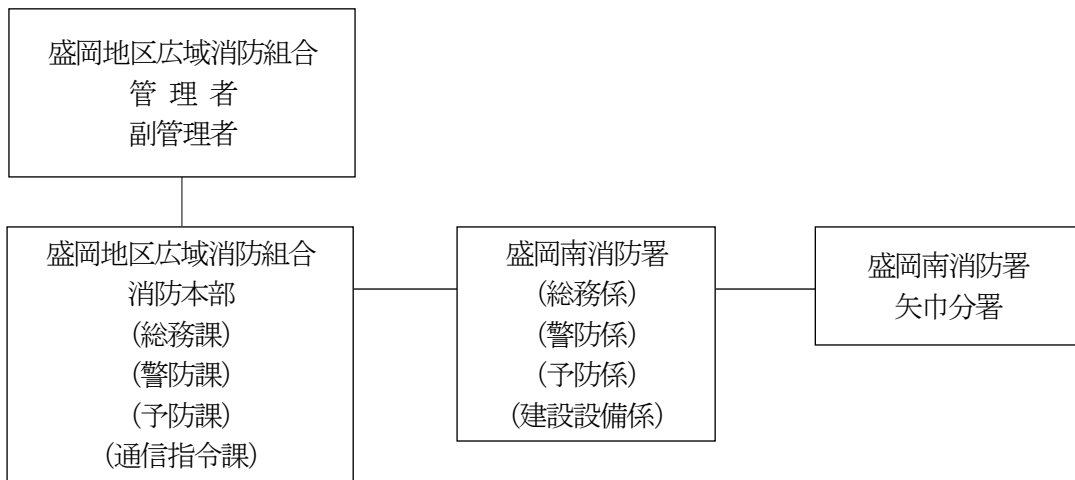 盛岡地区広域消防組合
管 理 者
副管理者
盛岡地区広域消防組合
消防本部
(総務課)
(警防課)
(予防課)
(通信指令課)
盛岡南消防署
(総務係)
(警防係)
(予防係)
(建設設備係)
盛岡南消防署
矢巾分署